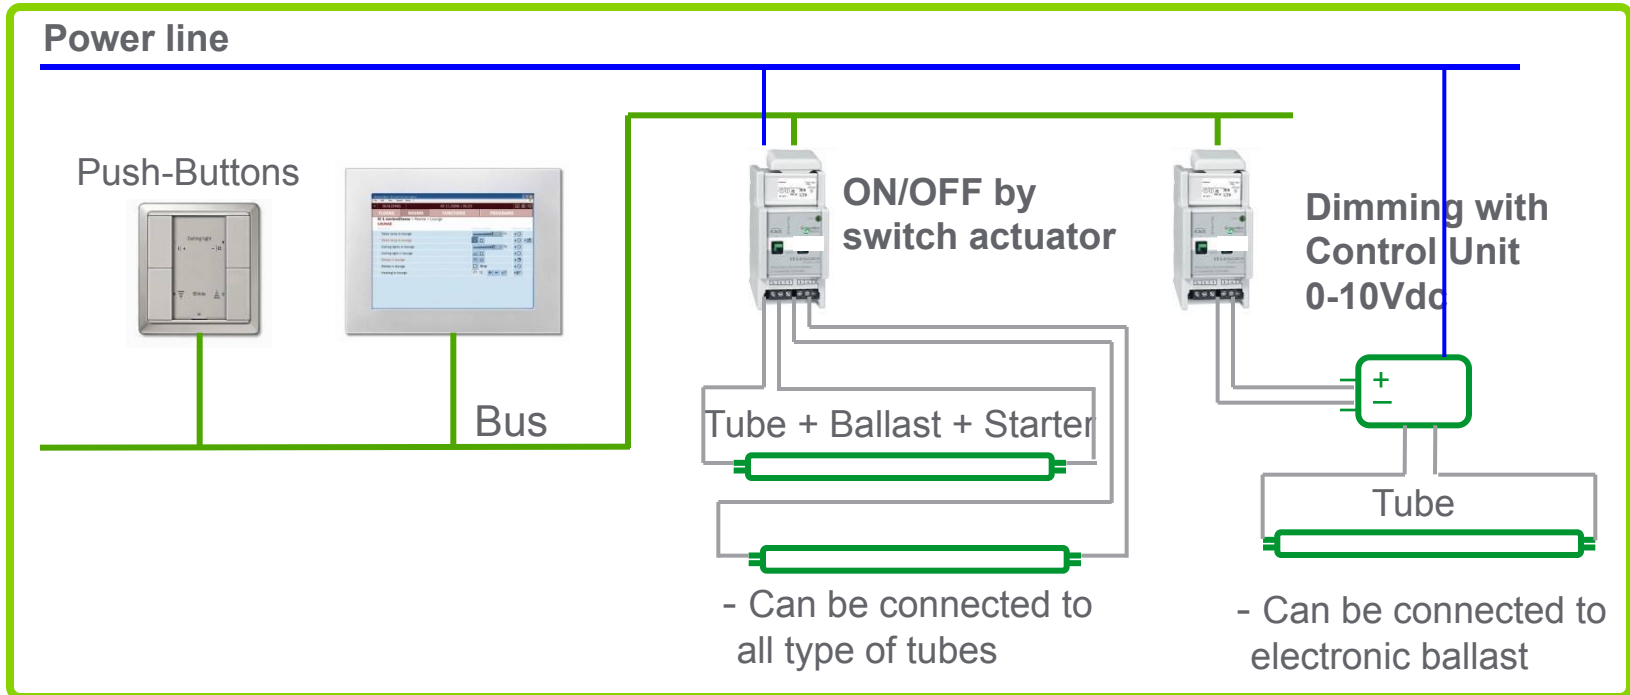 Power line
Push-Buttons
ON/OFF by
switch actuator
Dimming with
Control Unit
0-10Vdc
Bus
Tube + Ballast + Starter
Tube
+
–
- Can be connected to
all type of tubes
- Can be connected to
electronic ballast